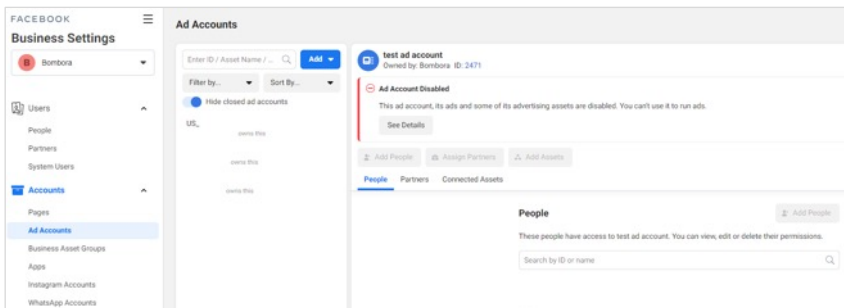 FACEBOOK
Business Settings
B Bombora
Users
People
Partners
System Users
Accounts
Pages
Ad Accounts
Business Asset Groups
Apps
Instagram Accounts
WhatsApp Accounts
Ad Accounts
Enter ID / Asset Name / ...
Add
Filter by...
Sort By...
Hide closed ad accounts
US_
owns this
owns this
owns this
test ad account
Owned by: Bombora ID: 2471
Ad Account Disabled
This ad account, its ads and some of its advertising assets are disabled. You can't use it to run ads.
See Details
Add People
Assign Partners
Add Assets
People
Partners
Connected Assets
People
Add People
These people have access to test ad account. You can view, edit or delete their permissions.
Search by ID or name